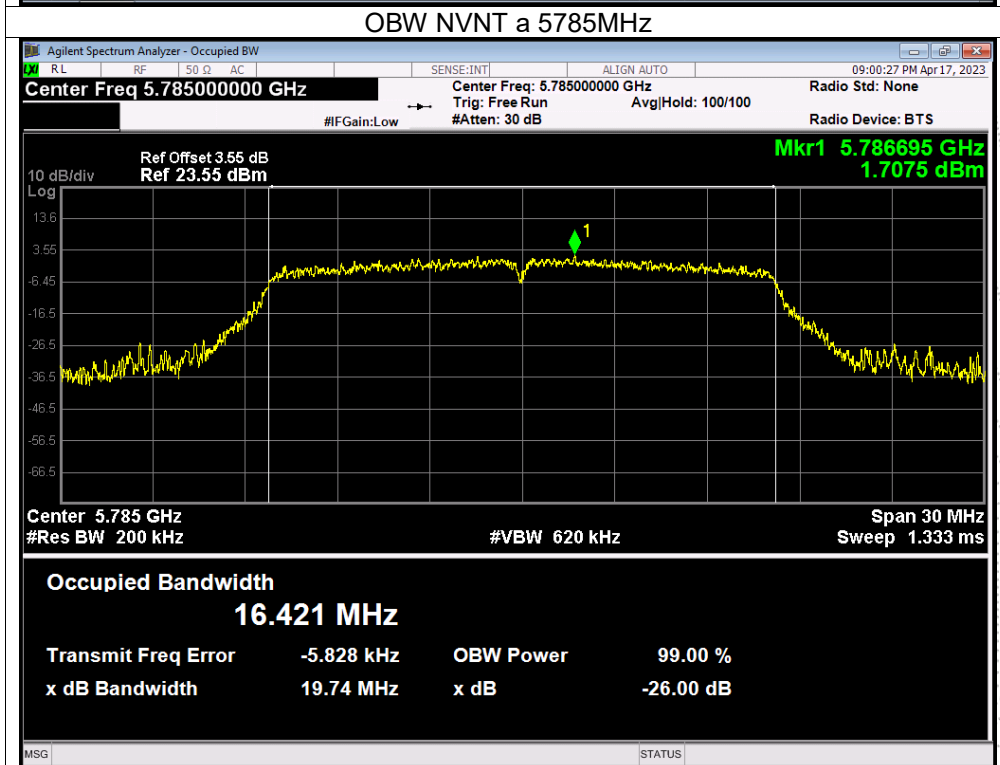 OBW NVNT a 5785MHz
Agilent Spectrum Analyzer - Occupied BW
LXI RL RF 50 Ω AC SENSE:INT ALIGN AUTO 09:00:27 PM Apr 17, 2023
Center Freq 5.785000000 GHz
Center Freq: 5.785000000 GHz Radio Std: None
Trig: Free Run Avg|Hold: 100/100
#IFGain:Low #Atten: 30 dB Radio Device: BTS
Mkr1 5.786695 GHz
1.7075 dBm
Ref Offset 3.55 dB
10 dB/div Ref 23.55 dBm
Log
13.6
1
3.55
-6.45
-16.5
-26.5
-36.5
-46.5
-56.5
-66.5
Center 5.785 GHz Span 30 MHz
#Res BW 200 kHz #VBW 620 kHz Sweep 1.333 ms
Occupied Bandwidth
16.421 MHz
Transmit Freq Error -5.828 kHz OBW Power 99.00 %
x dB Bandwidth 19.74 MHz x dB -26.00 dB
MSG STATUS